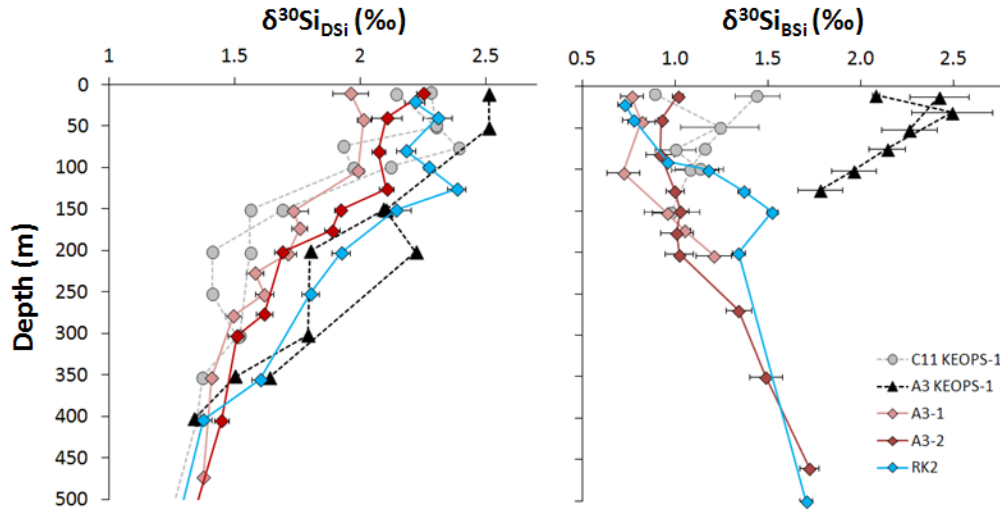 δ³⁰Si_DSi (‰)
1 1.5 2 2.5
0
50
100
150
200
250
300
350
400
450
500
Depth (m)
δ³⁰Si_BSi (‰)
0.5 1.0 1.5 2.0 2.5
C11 KEOPS-1
A3 KEOPS-1
A3-1
A3-2
RK2